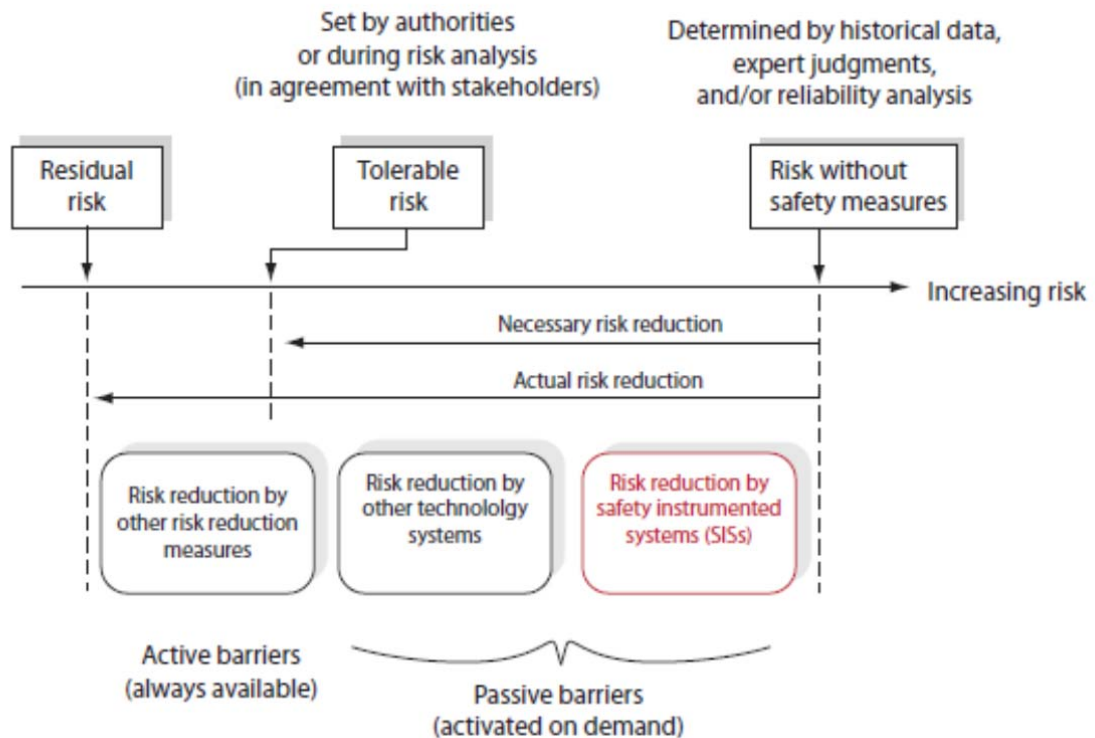 Set by authorities
or during risk analysis
(in agreement with stakeholders)
Determined by historical data,
expert judgments,
and/or reliability analysis
Residual
risk
Tolerable
risk
Risk without
safety measures
Increasing risk
Necessary risk reduction
Actual risk reduction
Risk reduction by
other risk reduction
measures
Risk reduction by
other technololgy
systems
Risk reduction by
safety instrumented
systems (SISs)
Active barriers
(always available)
Passive barriers
(activated on demand)